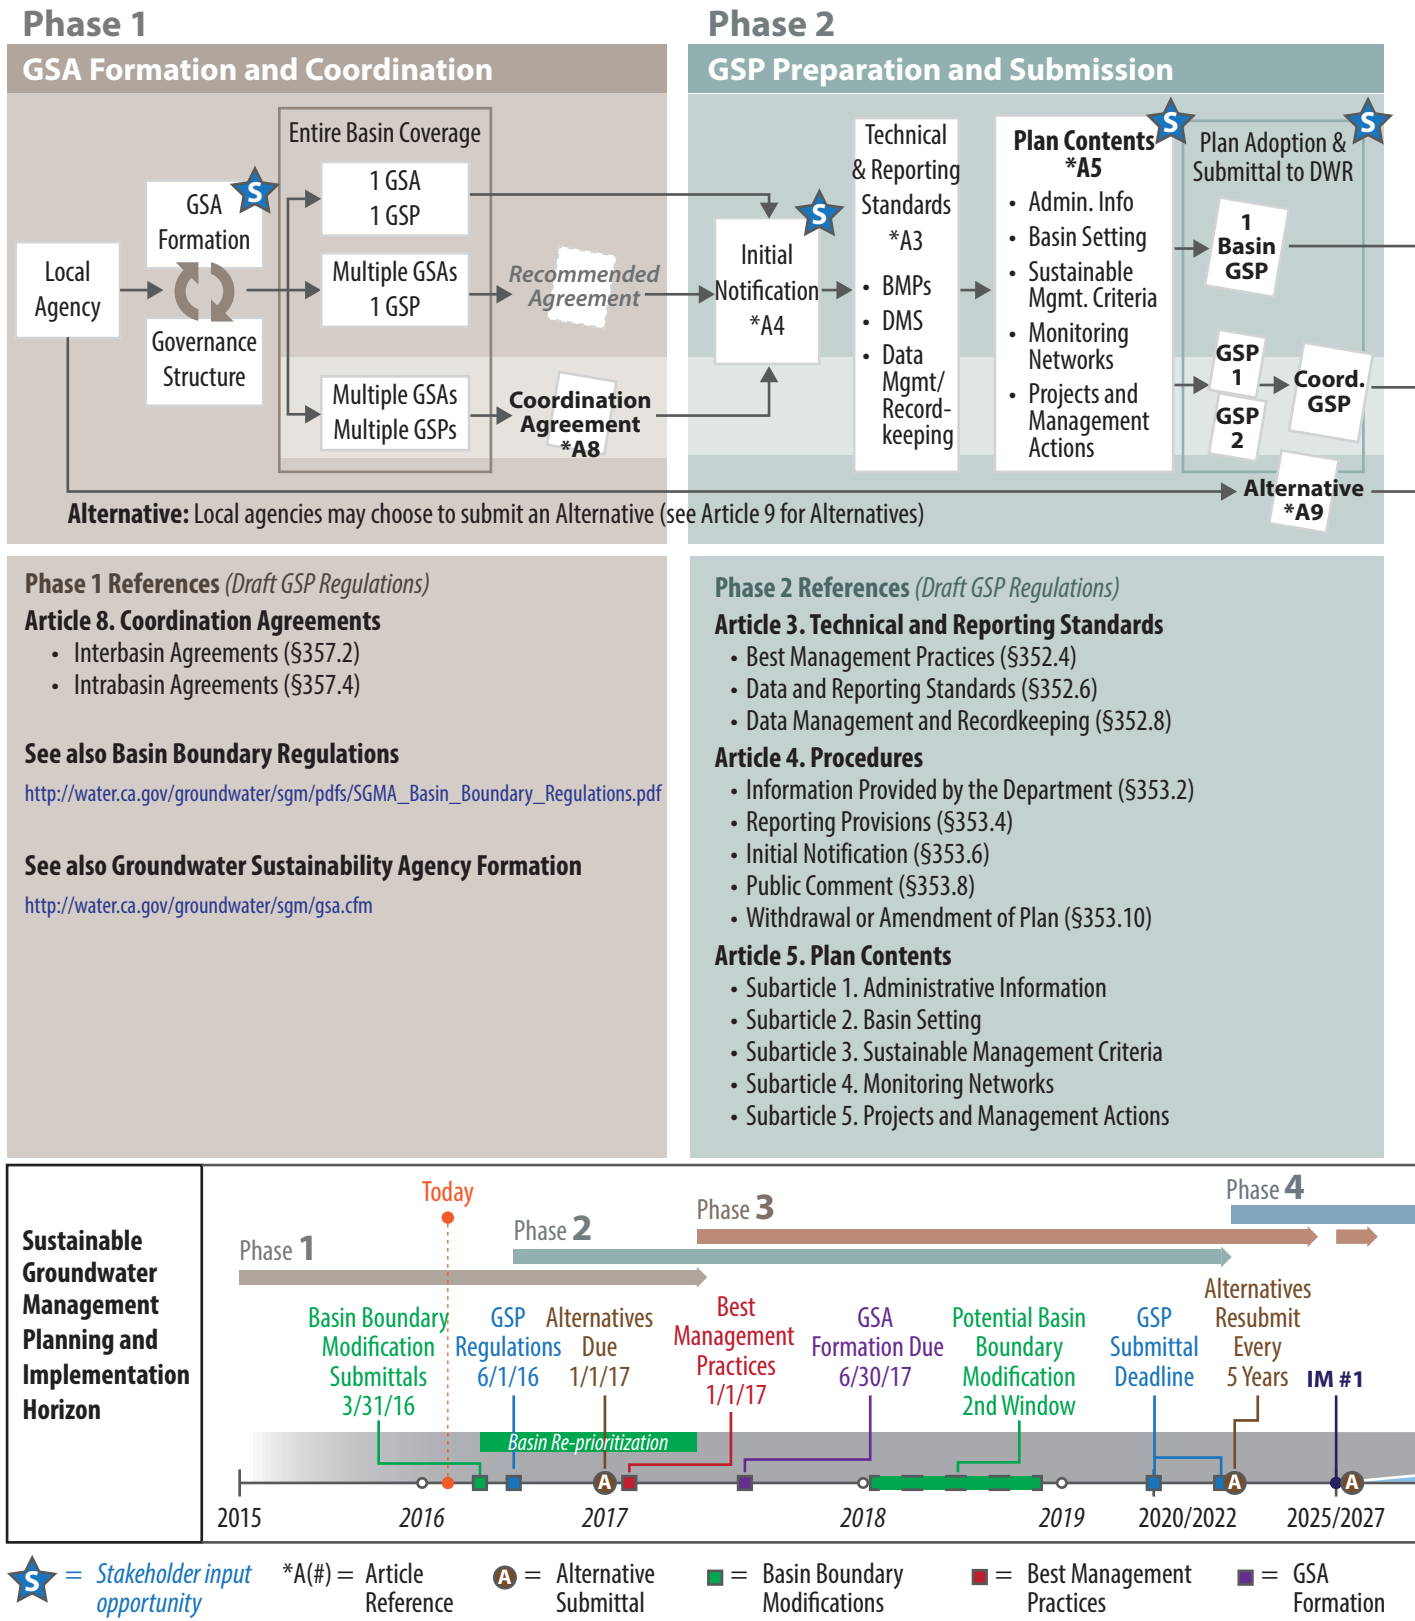 Phase 1
GSA Formation and Coordination
Entire Basin Coverage
GSA
Formation
S
Local
Agency
Governance
Structure
1 GSA
1 GSP
Multiple GSAs
1 GSP
Multiple GSAs
Multiple GSPs
Recommended
Agreement
Coordination
Agreement
*A8
Phase 2
GSP Preparation and Submission
S
Initial
Notification
*A4
Technical
& Reporting
Standards
*A3
• BMPs
• DMS
• Data
Mgmt/
Record-
keeping
S
Plan Contents
*A5
• Admin. Info
• Basin Setting
• Sustainable
Mgmt. Criteria
• Monitoring
Networks
• Projects and
Management
Actions
S
Plan Adoption &
Submittal to DWR
1
Basin
GSP
GSP
1
GSP
2
Coord.
GSP
Alternative
*A9
Alternative: Local agencies may choose to submit an Alternative (see Article 9 for Alternatives)
Phase 1 References (Draft GSP Regulations)
Article 8. Coordination Agreements
• Interbasin Agreements (§357.2)
• Intrabasin Agreements (§357.4)
See also Basin Boundary Regulations
http://water.ca.gov/groundwater/sgm/pdfs/SGMA_Basin_Boundary_Regulations.pdf
See also Groundwater Sustainability Agency Formation
http://water.ca.gov/groundwater/sgm/gsa.cfm
Phase 2 References (Draft GSP Regulations)
Article 3. Technical and Reporting Standards
• Best Management Practices (§352.4)
• Data and Reporting Standards (§352.6)
• Data Management and Recordkeeping (§352.8)
Article 4. Procedures
• Information Provided by the Department (§353.2)
• Reporting Provisions (§353.4)
• Initial Notification (§353.6)
• Public Comment (§353.8)
• Withdrawal or Amendment of Plan (§353.10)
Article 5. Plan Contents
• Subarticle 1. Administrative Information
• Subarticle 2. Basin Setting
• Subarticle 3. Sustainable Management Criteria
• Subarticle 4. Monitoring Networks
• Subarticle 5. Projects and Management Actions
Sustainable
Groundwater
Management
Planning and
Implementation
Horizon
Today
Phase 1
Phase 2
Phase 3
Phase 4
Basin Boundary
Modification
Submittals
3/31/16
GSP
Regulations
6/1/16
Alternatives
Due
1/1/17
Best
Management
Practices
1/1/17
GSA
Formation Due
6/30/17
Potential Basin
Boundary
Modification
2nd Window
GSP
Submittal
Deadline
Alternatives
Resubmit
Every
5 Years
IM #1
Basin Re-prioritization
A
A
A
2015
2016
2017
2018
2019
2020/2022
2025/2027
S = Stakeholder input
opportunity
*A(#) = Article
Reference
A = Alternative
Submittal
= Basin Boundary
Modifications
= Best Management
Practices
= GSA
Formation